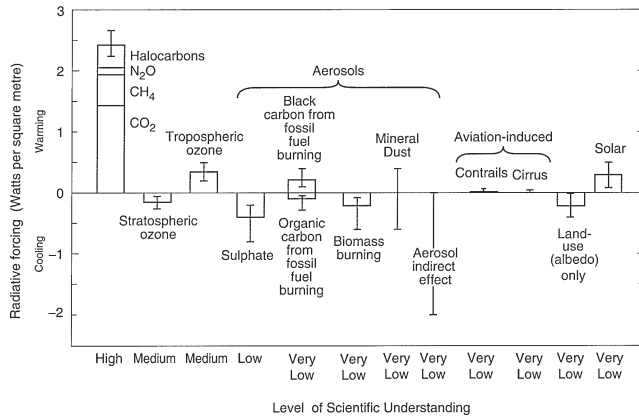 Radiative forcing (Watts per square metre)
Cooling
Warming
3
2
1
0
−1
−2
Halocarbons
N2O
CH4
CO2
Stratospheric
ozone
Tropospheric
ozone
Aerosols
Sulphate
Black
carbon from
fossil
fuel
burning
Organic
carbon
from
fossil
fuel
burning
Biomass
burning
Mineral
Dust
Aerosol
indirect
effect
Aviation-induced
Contrails
Cirrus
Land-
use
(albedo)
only
Solar
0
High
Medium
Medium
Low
Very
Low
Very
Low
Very
Low
Very
Low
Very
Low
Very
Low
Very
Low
Very
Low
Level of Scientific Understanding